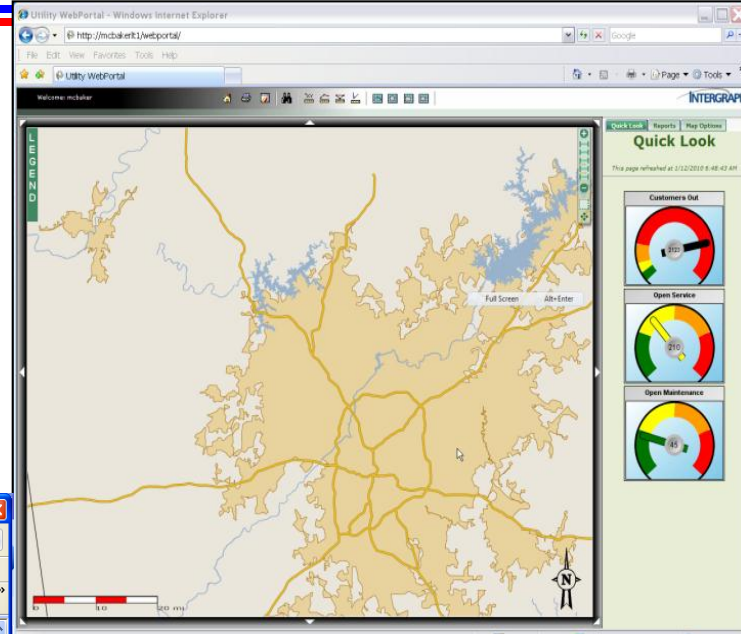 Utility WebPortal - Windows Internet Explorer
http://mcbakerlt1/webportal/
Google
File Edit View Favorites Tools Help
Utility WebPortal
Page Tools
Welcome: mcbaker
INTERGRAPH
Quick Look Reports Map Options
LEGEND
Quick Look
This page refreshed at 1/12/2010 6:48:43 AM
Customers Out
Full Screen Alt+Enter
Open Service
210
Open Maintenance
45
N
0 10 20 mi